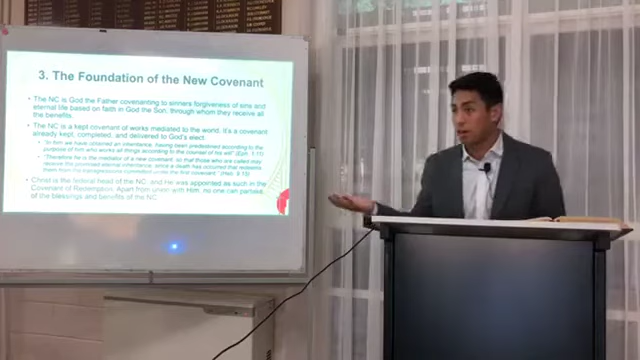 3. The Foundation of the New Covenant
• The NC is God the Father covenanting to sinners forgiveness of sins and
eternal life based on faith in God the Son, through whom they receive all
the benefits.
• The NC is a kept covenant of works mediated to the world. It's a covenant
already kept, completed, and delivered to God's elect.
• "In him we have obtained an inheritance, having been predestined according to the
purpose of him who works all things according to the counsel of his will" (Eph. 1:11)
• "Therefore he is the mediator of a new covenant, so that those who are called may
receive the promised eternal inheritance, since a death has occurred that redeems
them from the transgressions committed under the first covenant." (Heb. 9:15)
• Christ is the federal head of the NC, and He was appointed as such in the
Covenant of Redemption. Apart from union with Him, no one can partake
of the blessings and benefits of the NC